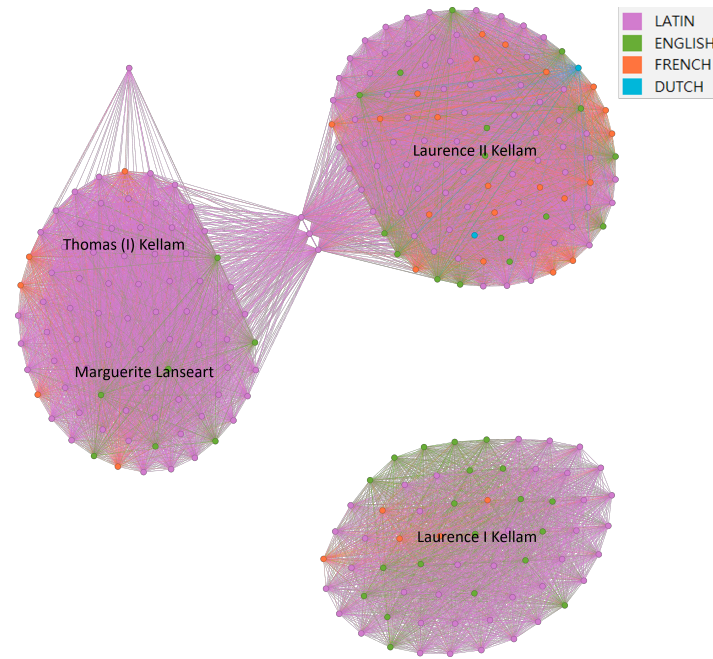 LATIN
ENGLISH
FRENCH
DUTCH
Laurence II Kellam
Thomas (I) Kellam
Marguerite Lanseart
Laurence I Kellam